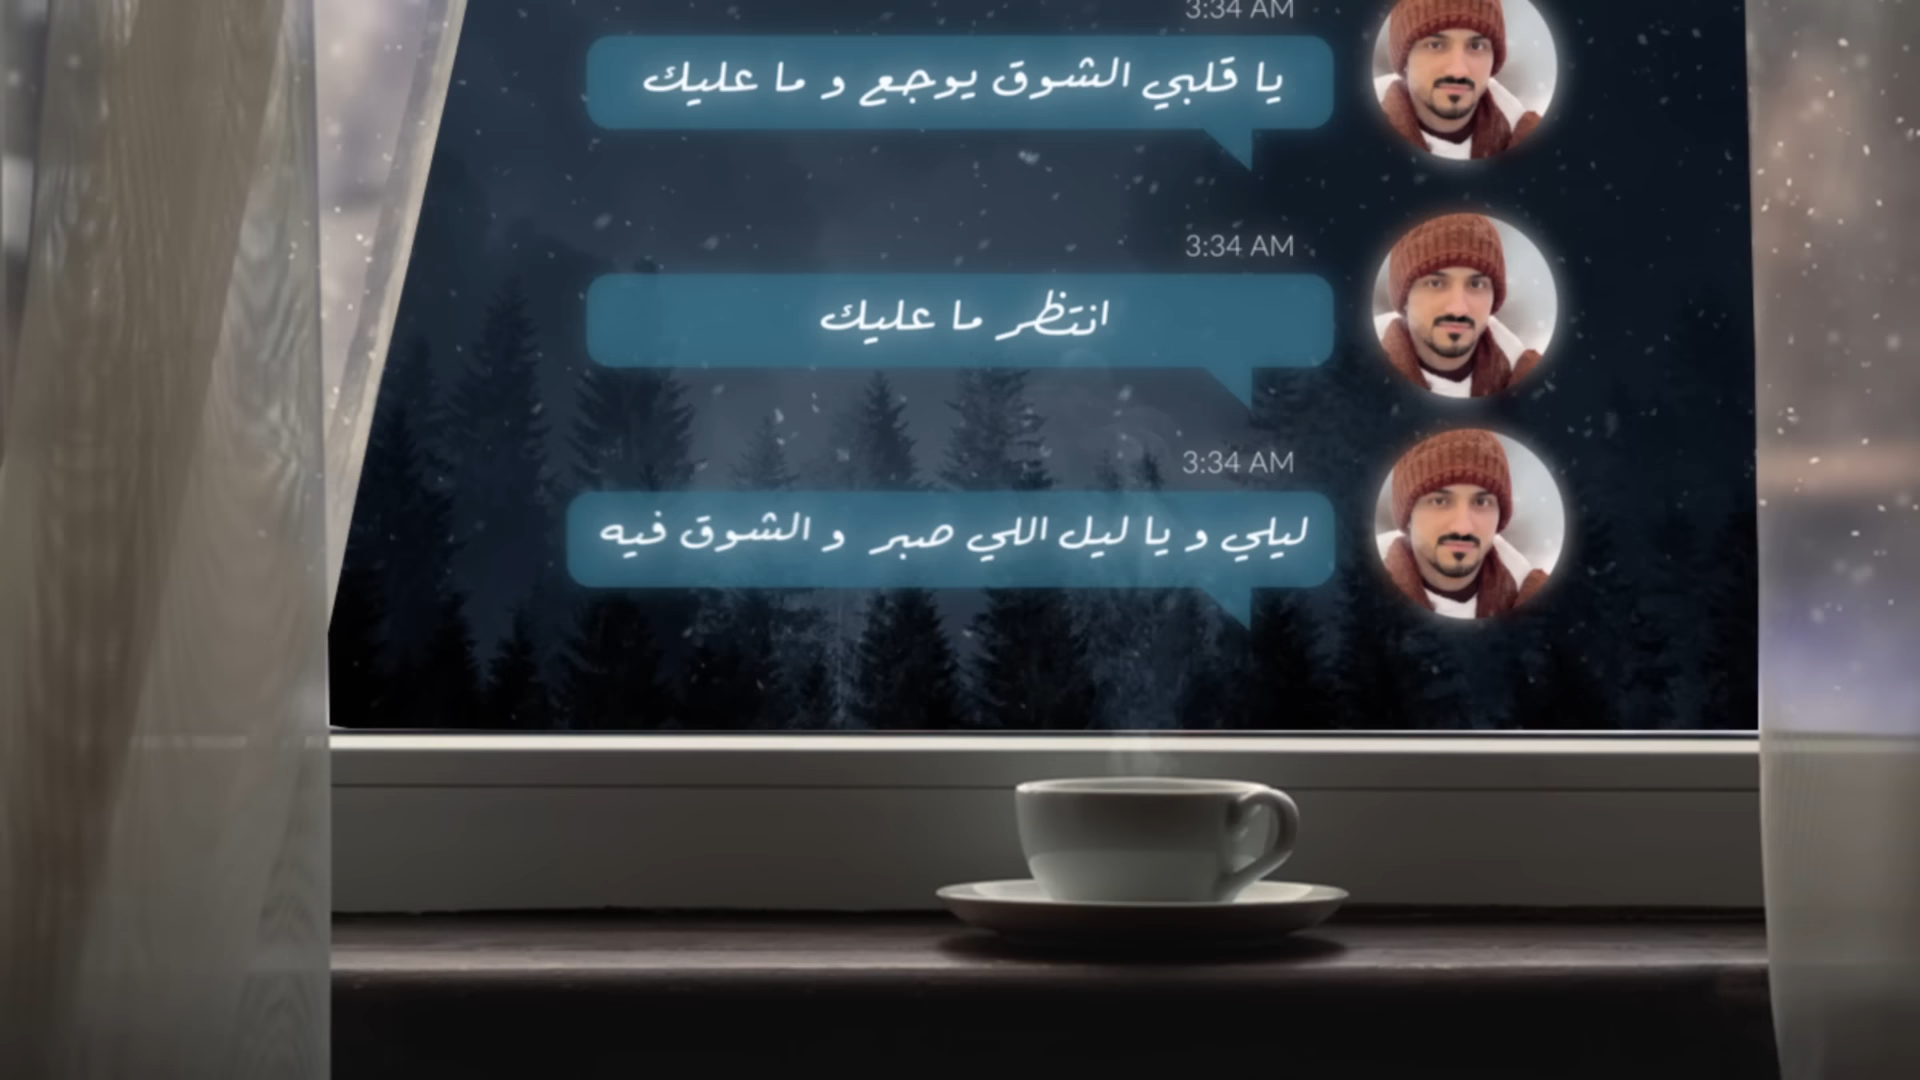 3:34 AM
يا قلبي الشوق يوجع و ما عليك
3:34 AM
انتظر ما عليك
3:34 AM
ليلي و يا ليل اللي صبر و الشوق فيه